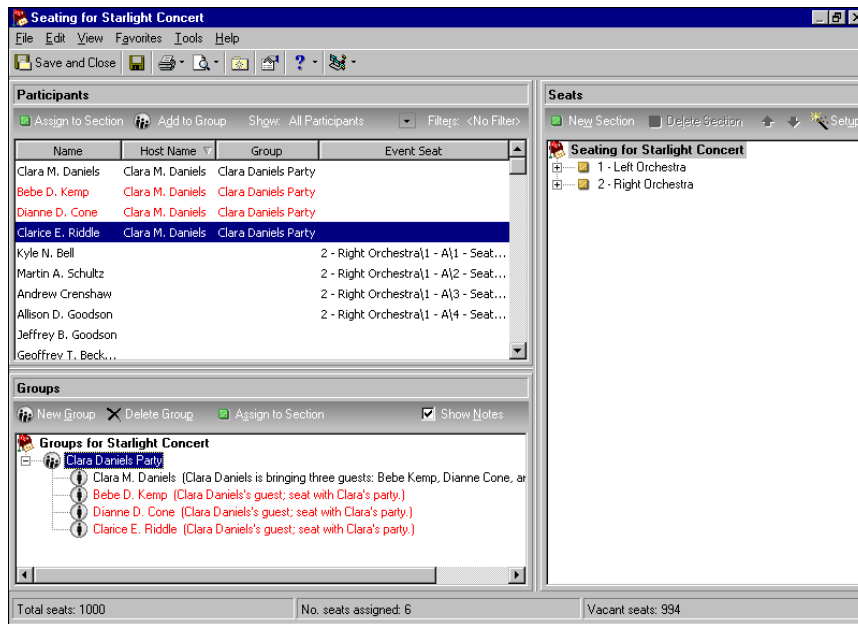 Seating for Starlight Concert
File Edit View Favorites Tools Help
Save and Close
Participants
Assign to Section Add to Group Show: All Participants Filters: <No Filter>
Name Host Name Group Event Seat
Clara M. Daniels Clara M. Daniels Clara Daniels Party
Bebe D. Kemp Clara M. Daniels Clara Daniels Party
Dianne D. Cone Clara M. Daniels Clara Daniels Party
Clarice E. Riddle Clara M. Daniels Clara Daniels Party
Kyle N. Bell 2 - Right Orchestra\1 - A\1 - Seat...
Martin A. Schultz 2 - Right Orchestra\1 - A\2 - Seat...
Andrew Crenshaw 2 - Right Orchestra\1 - A\3 - Seat...
Allison D. Goodson 2 - Right Orchestra\1 - A\4 - Seat...
Jeffrey B. Goodson
Geoffrey T. Beck...
Groups
New Group Delete Group Assign to Section Show Notes
Groups for Starlight Concert
Clara Daniels Party
Clara M. Daniels (Clara Daniels is bringing three guests: Bebe Kemp, Dianne Cone, ar
Bebe D. Kemp (Clara Daniels's guest; seat with Clara's party.)
Dianne D. Cone (Clara Daniels's guest; seat with Clara's party.)
Clarice E. Riddle (Clara Daniels's guest; seat with Clara's party.)
Seats
New Section Delete Section Setup
Seating for Starlight Concert
1 - Left Orchestra
2 - Right Orchestra
Total seats: 1000 No. seats assigned: 6 Vacant seats: 994